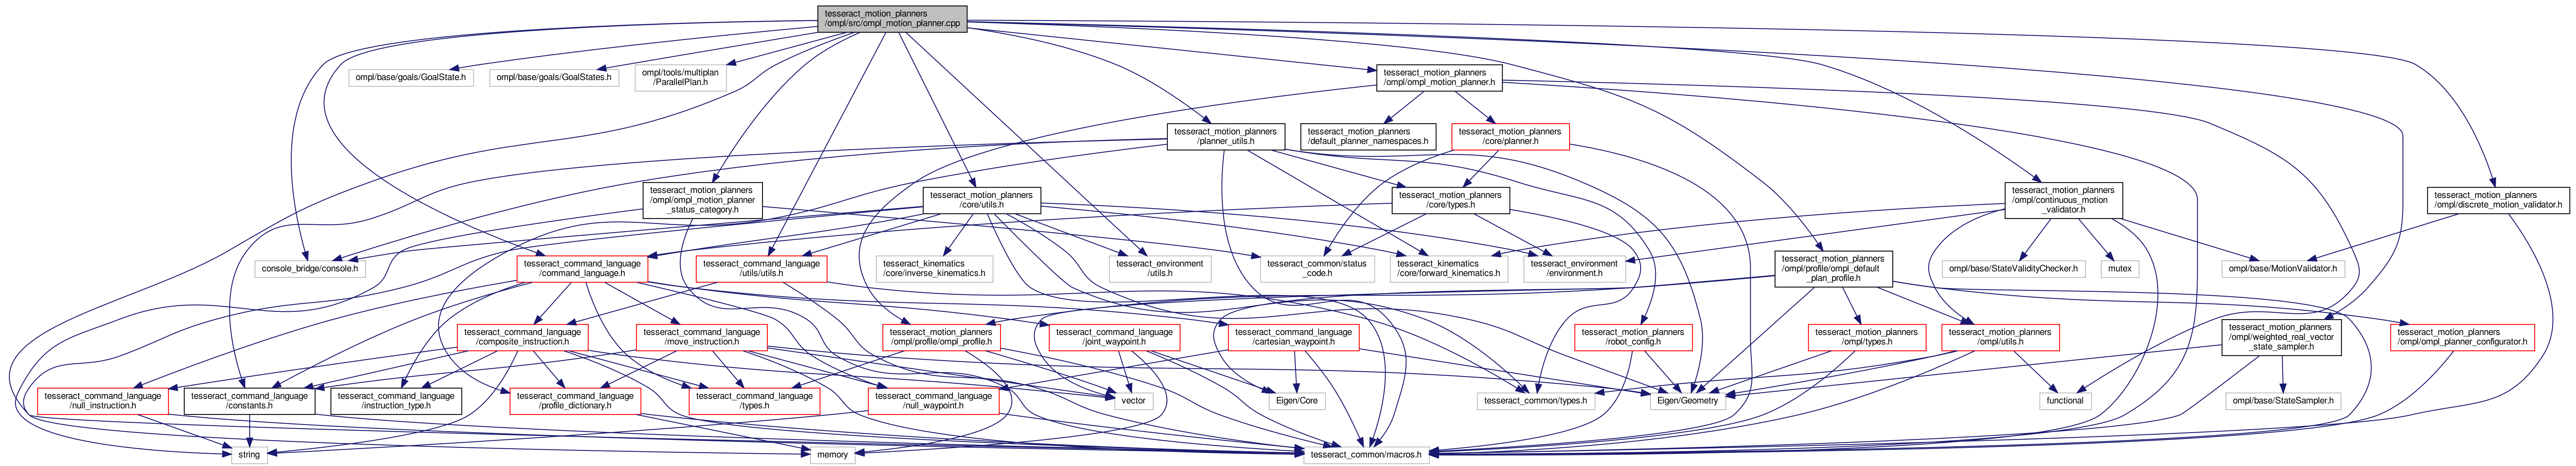 tesseract_motion_planners
/ompl/src/ompl_motion_planner.cpp
ompl/base/goals/GoalState.h
ompl/base/goals/GoalStates.h
ompl/tools/multiplan
/ParallelPlan.h
tesseract_motion_planners
/ompl/ompl_motion_planner.h
tesseract_motion_planners
/planner_utils.h
tesseract_motion_planners
/default_planner_namespaces.h
tesseract_motion_planners
/core/planner.h
tesseract_motion_planners
/ompl/ompl_motion_planner
_status_category.h
tesseract_motion_planners
/core/utils.h
tesseract_motion_planners
/core/types.h
tesseract_motion_planners
/ompl/continuous_motion
_validator.h
tesseract_motion_planners
/ompl/discrete_motion_validator.h
console_bridge/console.h
tesseract_command_language
/command_language.h
tesseract_command_language
/utils/utils.h
tesseract_kinematics
/core/inverse_kinematics.h
tesseract_environment
/utils.h
tesseract_common/status
_code.h
tesseract_kinematics
/core/forward_kinematics.h
tesseract_environment
/environment.h
tesseract_motion_planners
/ompl/profile/ompl_default
_plan_profile.h
ompl/base/StateValidityChecker.h
mutex
ompl/base/MotionValidator.h
tesseract_command_language
/composite_instruction.h
tesseract_command_language
/move_instruction.h
tesseract_motion_planners
/ompl/profile/ompl_profile.h
tesseract_command_language
/joint_waypoint.h
tesseract_command_language
/cartesian_waypoint.h
tesseract_motion_planners
/robot_config.h
tesseract_motion_planners
/ompl/types.h
tesseract_motion_planners
/ompl/utils.h
tesseract_motion_planners
/ompl/weighted_real_vector
_state_sampler.h
tesseract_motion_planners
/ompl/ompl_planner_configurator.h
tesseract_command_language
/null_instruction.h
tesseract_command_language
/constants.h
tesseract_command_language
/instruction_type.h
tesseract_command_language
/profile_dictionary.h
tesseract_command_language
/types.h
tesseract_command_language
/null_waypoint.h
vector
Eigen/Core
tesseract_common/types.h
Eigen/Geometry
functional
ompl/base/StateSampler.h
string
memory
tesseract_common/macros.h